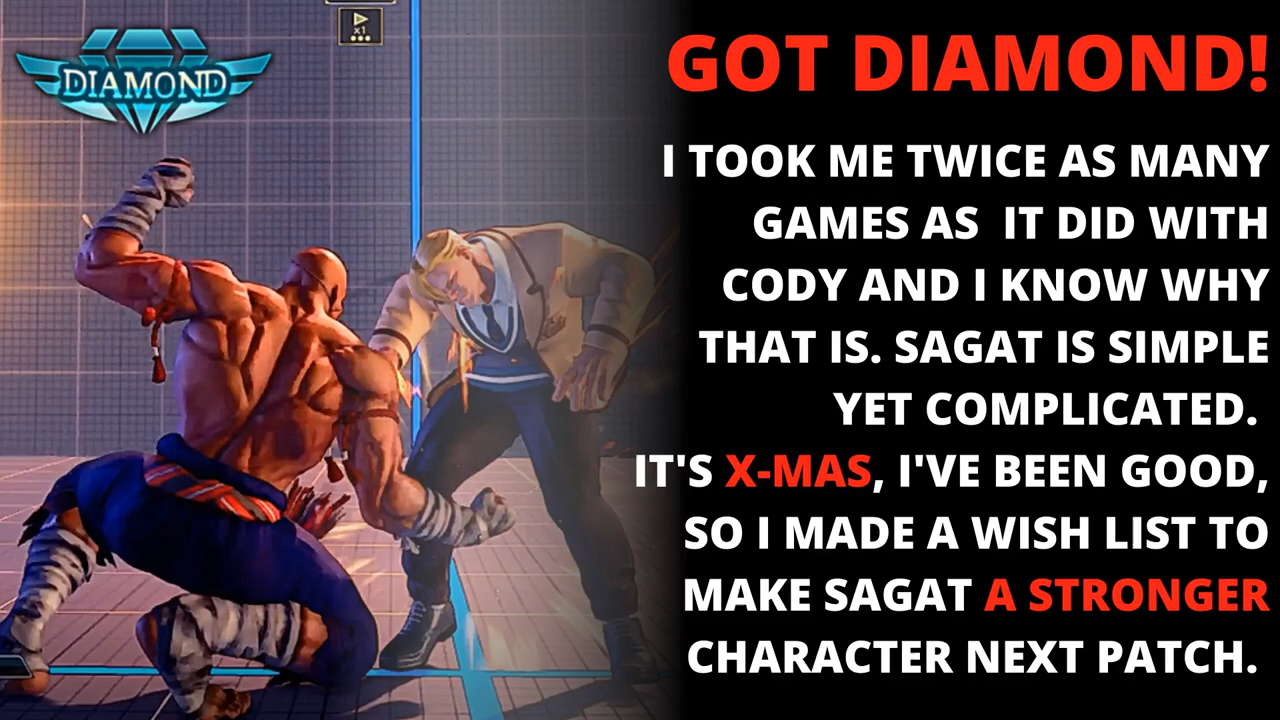 x1
DIAMOND
GOT DIAMOND!
I TOOK ME TWICE AS MANY
GAMES AS  IT DID WITH
CODY AND I KNOW WHY
THAT IS. SAGAT IS SIMPLE
YET COMPLICATED.
IT'S X-MAS, I'VE BEEN GOOD,
SO I MADE A WISH LIST TO
MAKE SAGAT A STRONGER
CHARACTER NEXT PATCH.